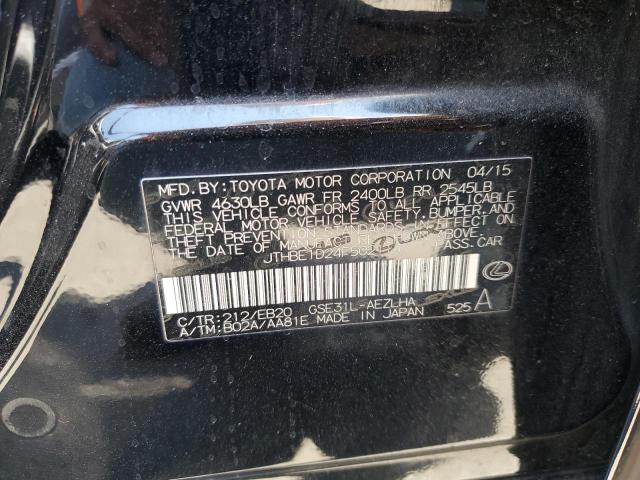 MFD. BY: TOYOTA MOTOR CORPORATION 04/15
GVWR 4630LB GAWR FR 2400LB RR 2545LB
THIS VEHICLE CONFORMS TO ALL APPLICABLE
FEDERAL MOTOR VEHICLE SAFETY, BUMPER, AND
THEFT PREVENTION STANDARDS IN EFFECT ON
THE DATE OF MANUFACTURE ABOVE.
JTHBE1D24F PASS. CAR
C/TR: 212/EB20 GSE31L-AEZLHA
A/TM: B02A/AA81E MADE IN JAPAN 525 A